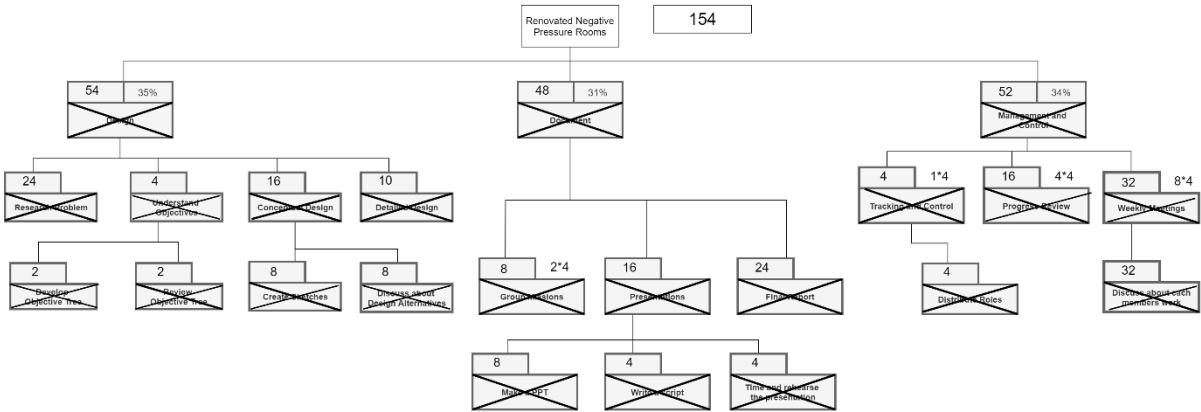 Renovated Negative
Pressure Rooms
154
54 35%
Design
48 31%
Document
52 34%
Management and
Control
24
Research Problem
4
Understand
Objectives
16
Conceptual Design
10
Detailed Design
4 1*4
Tracking and Control
16 4*4
Progress Review
32 8*4
Weekly Meetings
2
Develop
Objective Tree
2
Review
Objective Tree
8
Create Sketches
8
Discuss about
Design Alternatives
8 2*4
Group
16
Presentations
24
Final Report
4
Distribute Roles
32
Discuss about each
members work
8
Make a PPT
4
Write a Script
4
Time and rehearse
the presentation